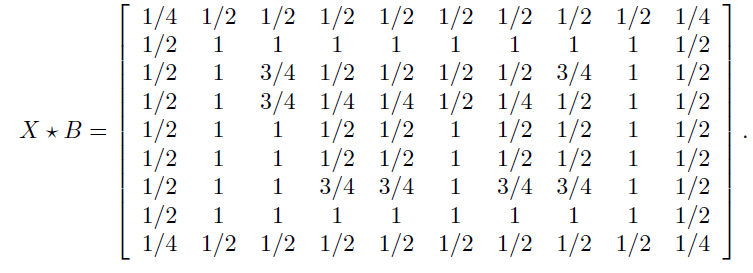 1/4 1/2 1/2 1/2 1/2 1/2 1/2 1/2 1/2 1/4
1/2 1 1 1 1 1 1 1 1 1/2
1/2 1 3/4 1/2 1/2 1/2 1/2 3/4 1 1/2
1/2 1 3/4 1/4 1/4 1/2 1/4 1/2 1 1/2
X ⋆ B = 1/2 1 1 1/2 1/2 1 1/2 1/2 1 1/2 .
1/2 1 1 1/2 1/2 1 1/2 1/2 1 1/2
1/2 1 1 3/4 3/4 1 3/4 3/4 1 1/2
1/2 1 1 1 1 1 1 1 1 1/2
1/4 1/2 1/2 1/2 1/2 1/2 1/2 1/2 1/2 1/4